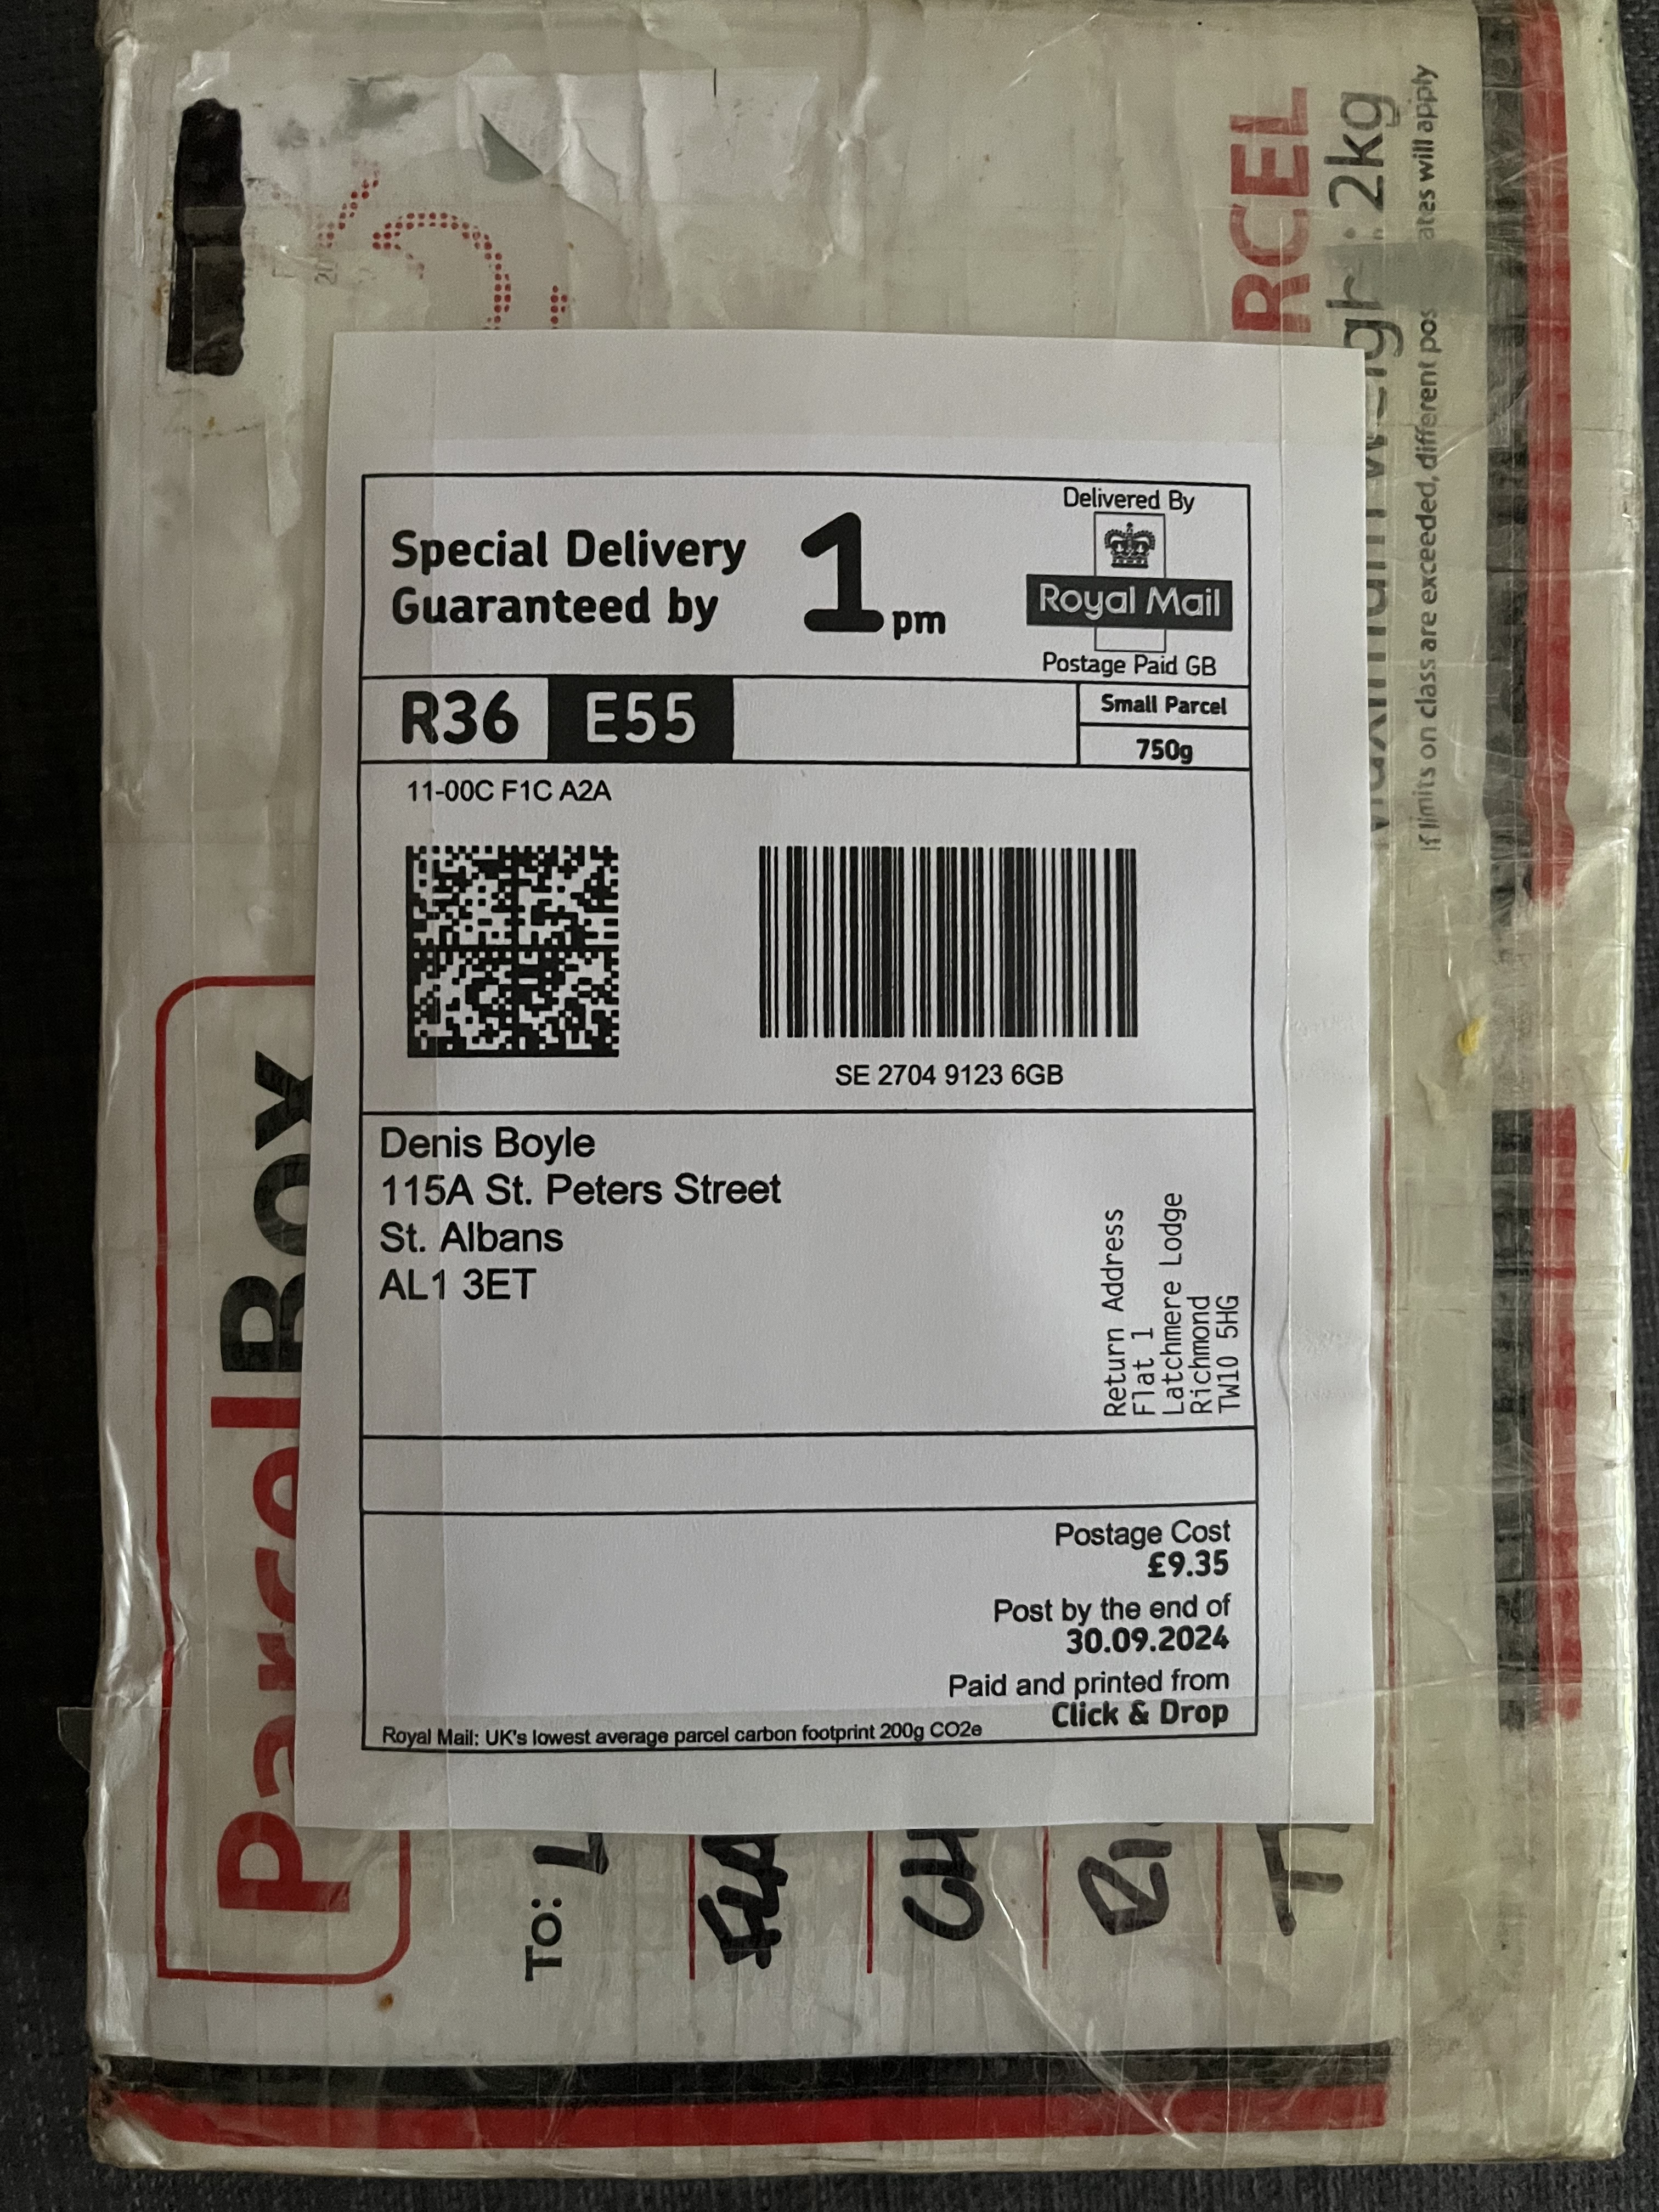 Special Delivery
Guaranteed by
1pm
Delivered By
Royal Mail
Postage Paid GB
R36 E55
Small Parcel
750g
11-00C F1C A2A
SE 2704 9123 6GB
Denis Boyle
115A St. Peters Street
St. Albans
AL1 3ET
Return Address
Flat 1
Latchmere Lodge
Richmond
TW10 5HG
Postage Cost
£9.35
Post by the end of
30.09.2024
Paid and printed from
Click & Drop
Royal Mail: UK's lowest average parcel carbon footprint 200g CO2e
ParcelBox
To:
RCEL
2kg
If limits on class are exceeded, different will apply